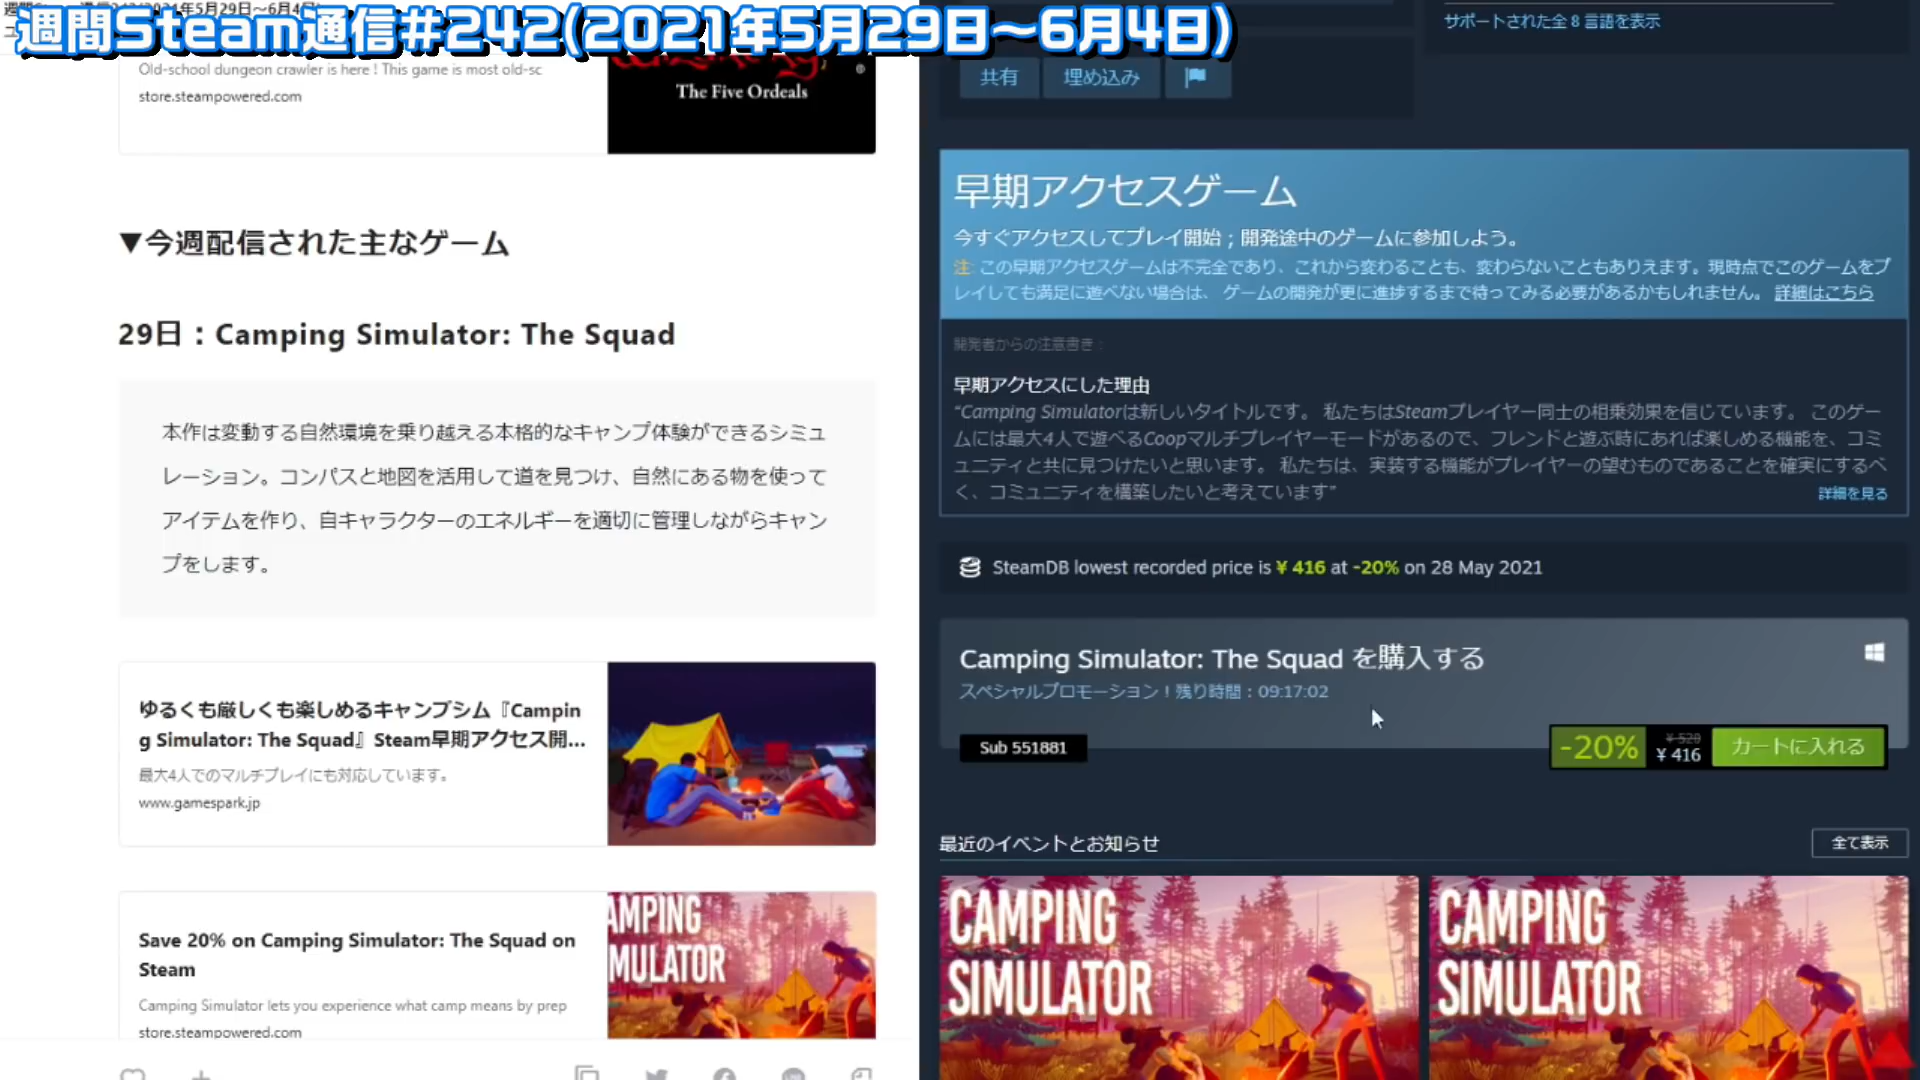 週間Steam通信#242(2021年5月29日〜6月4日)
Old-school dungeon crawler is here ! This game is most old-sc
store.steampowered.com
The Five Ordeals
▼今週配信された主なゲーム
29日：Camping Simulator: The Squad
本作は変動する自然環境を乗り越える本格的なキャンプ体験ができるシミュ
レーション。コンパスと地図を活用して道を見つけ、自然にある物を使って
アイテムを作り、自キャラクターのエネルギーを適切に管理しながらキャン
プをします。
ゆるくも厳しくも楽しめるキャンプシム『Campin
g Simulator: The Squad』Steam早期アクセス開...
最大4人でのマルチプレイにも対応しています。
www.gamespark.jp
Save 20% on Camping Simulator: The Squad on
Steam
Camping Simulator lets you experience what camp means by prep
store.steampowered.com
AMPING
IMULATOR
サポートされた全 8 言語を表示
共有
埋め込み
早期アクセスゲーム
今すぐアクセスしてプレイ開始；開発途中のゲームに参加しよう。
注: この早期アクセスゲームは不完全であり、これから変わることも、変わらないこともありえます。現時点でこのゲームをプ
レイしても満足に遊べない場合は、 ゲームの開発が更に進捗するまで待ってみる必要があるかもしれません。 詳細はこちら
開発者からの注意書き：
早期アクセスにした理由
“Camping Simulatorは新しいタイトルです。 私たちはSteamプレイヤー同士の相乗効果を信じています。 このゲー
ムには最大4人で遊べるCoopマルチプレイヤーモードがあるので、フレンドと遊ぶ時にあれば楽しめる機能を、コミ
ュニティと共に見つけたいと思います。 私たちは、実装する機能がプレイヤーの望むものであることを確実にするべ
く、コミュニティを構築したいと考えています”
詳細を見る
SteamDB lowest recorded price is ¥ 416 at -20% on 28 May 2021
Camping Simulator: The Squad を購入する
スペシャルプロモーション！残り時間：09:17:02
Sub 551881
-20%
¥ 520
¥ 416
カートに入れる
最近のイベントとお知らせ
全て表示
CAMPING
SIMULATOR
CAMPING
SIMULATOR